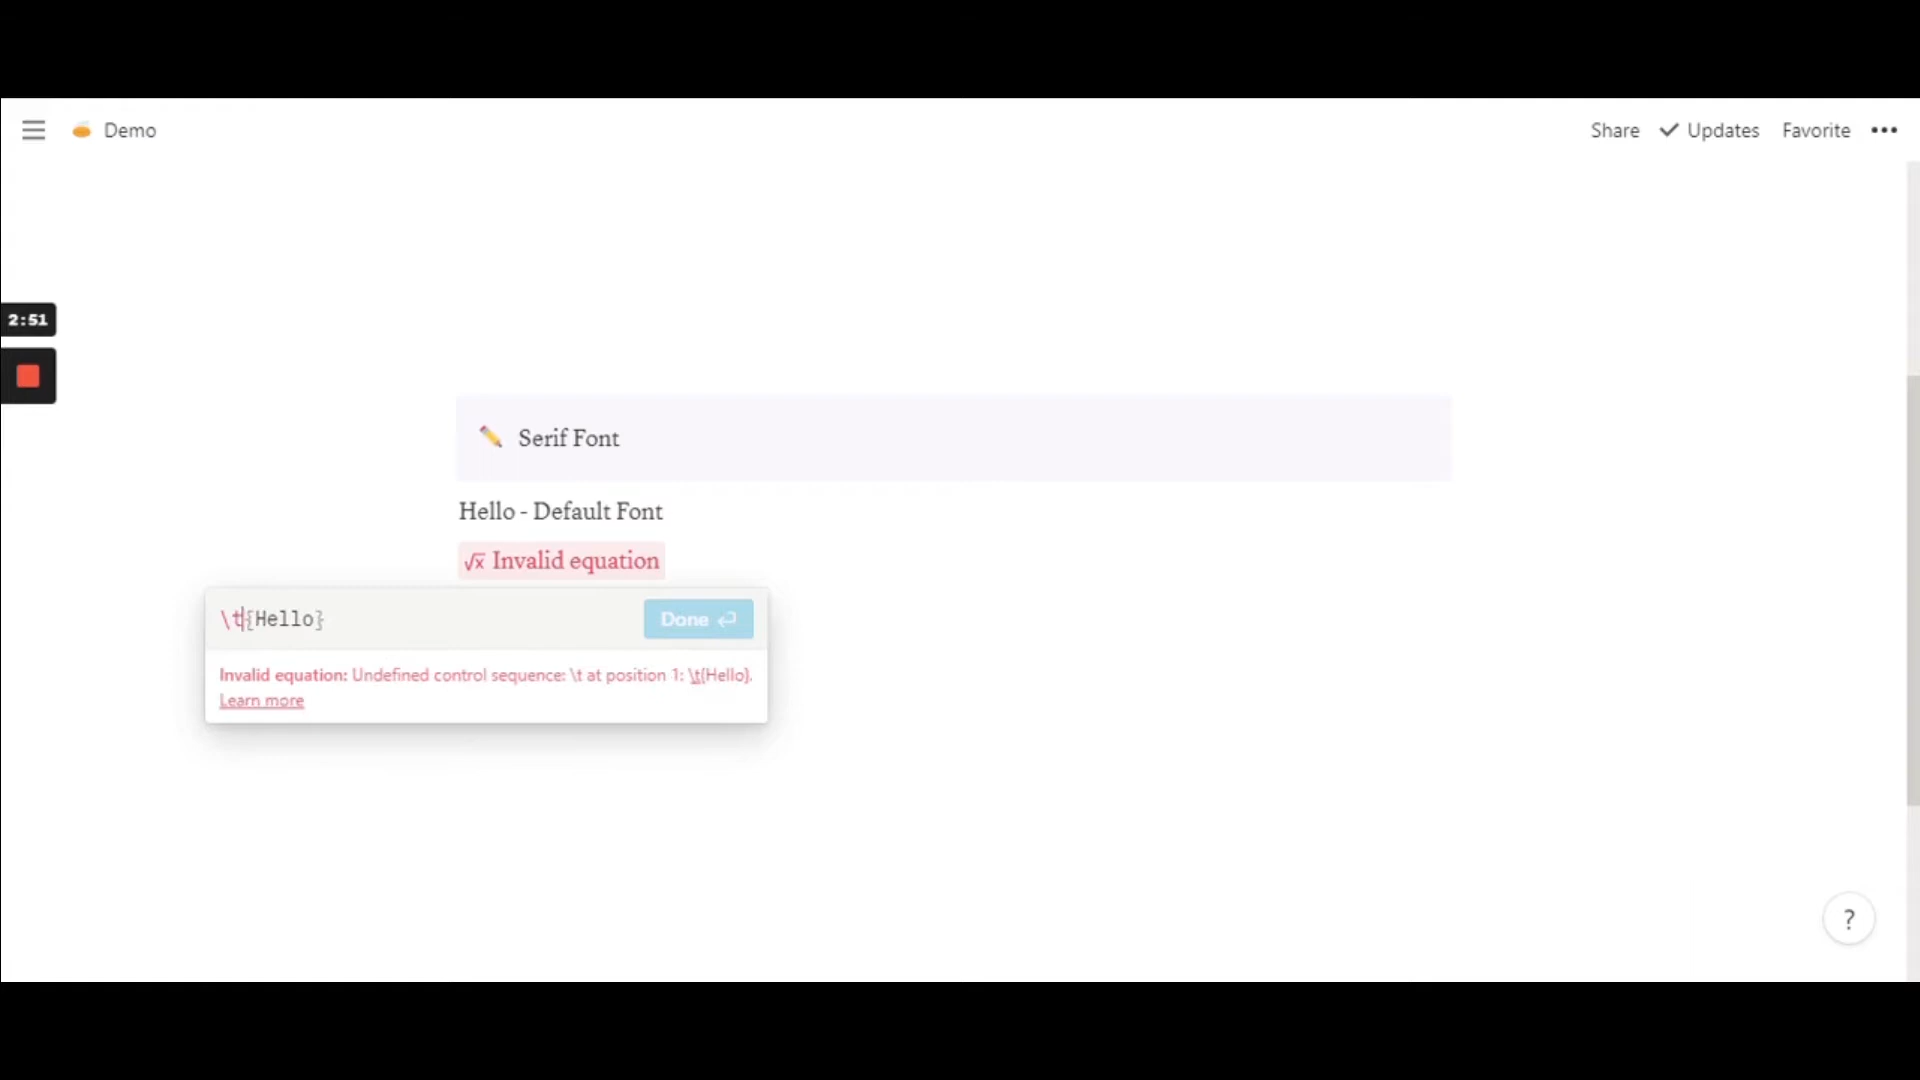 Demo
Share Updates Favorite
2:51
Serif Font
Hello - Default Font
√x Invalid equation
\t{Hello}
Done
Invalid equation: Undefined control sequence: \t at position 1: \t{Hello}.
Learn more
?